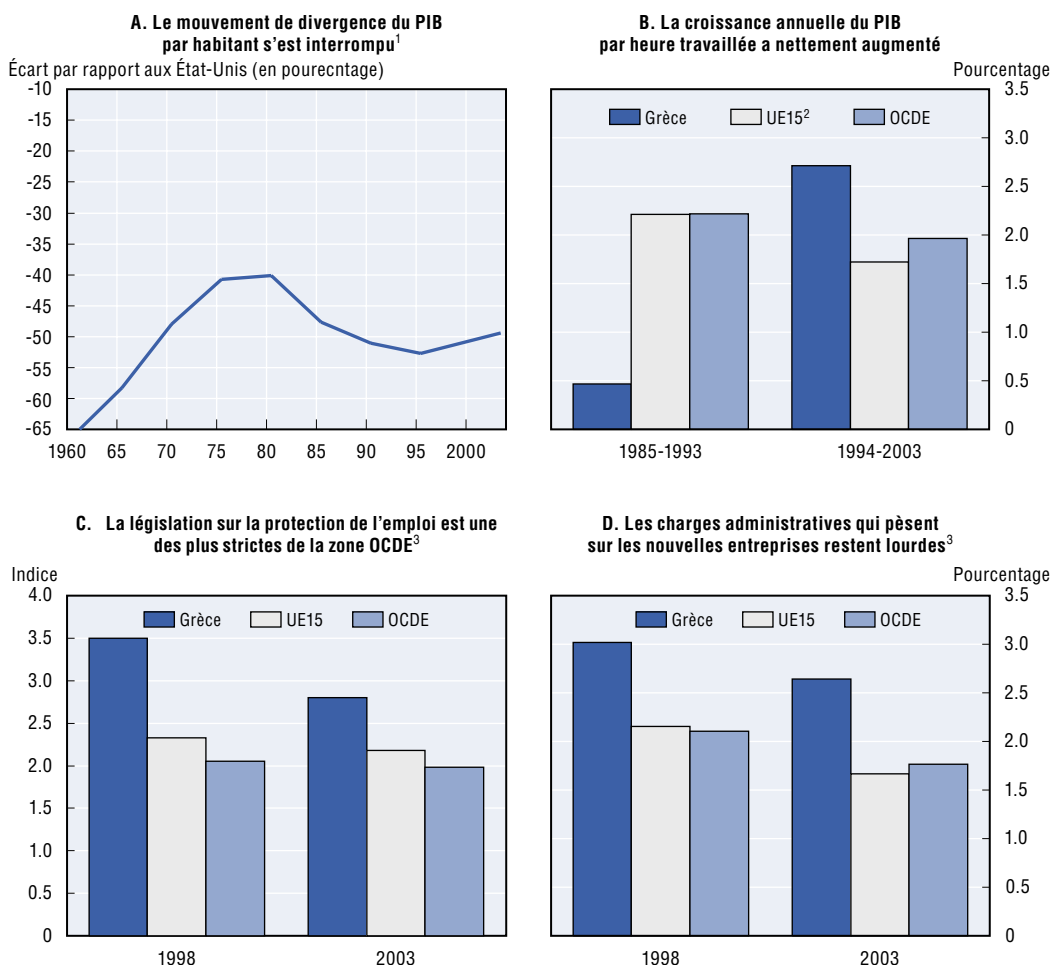 A. Le mouvement de divergence du PIB
par habitant s'est interrompu1
Écart par rapport aux État-Unis (en pourecntage)
-10
-15
-20
-25
-30
-35
-40
-45
-50
-55
-60
-65
1960 65 70 75 80 85 90 95 2000
B. La croissance annuelle du PIB
par heure travaillée a nettement augmenté
Pourcentage
3.5
3.0
2.5
2.0
1.5
1.0
0.5
0
Grèce UE152 OCDE
1985-1993 1994-2003
C. La législation sur la protection de l'emploi est une
des plus strictes de la zone OCDE3
Indice
4.0
3.5
3.0
2.5
2.0
1.5
1.0
0.5
0
Grèce UE15 OCDE
1998 2003
D. Les charges administratives qui pèsent
sur les nouvelles entreprises restent lourdes3
Pourcentage
3.5
3.0
2.5
2.0
1.5
1.0
0.5
0
Grèce UE15 OCDE
1998 2003